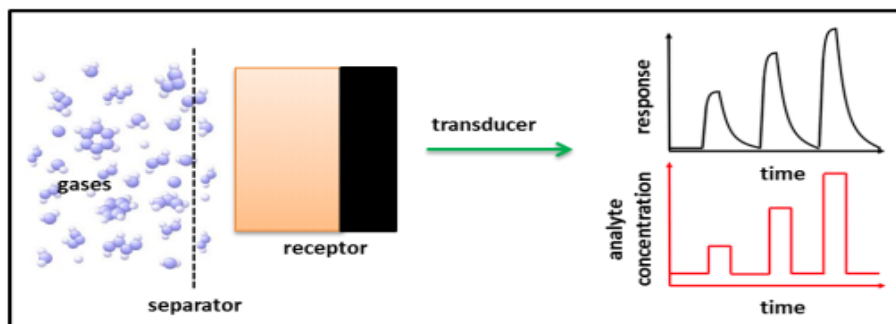 gases
separator
receptor
transducer
response
time
analyte
concentration
time